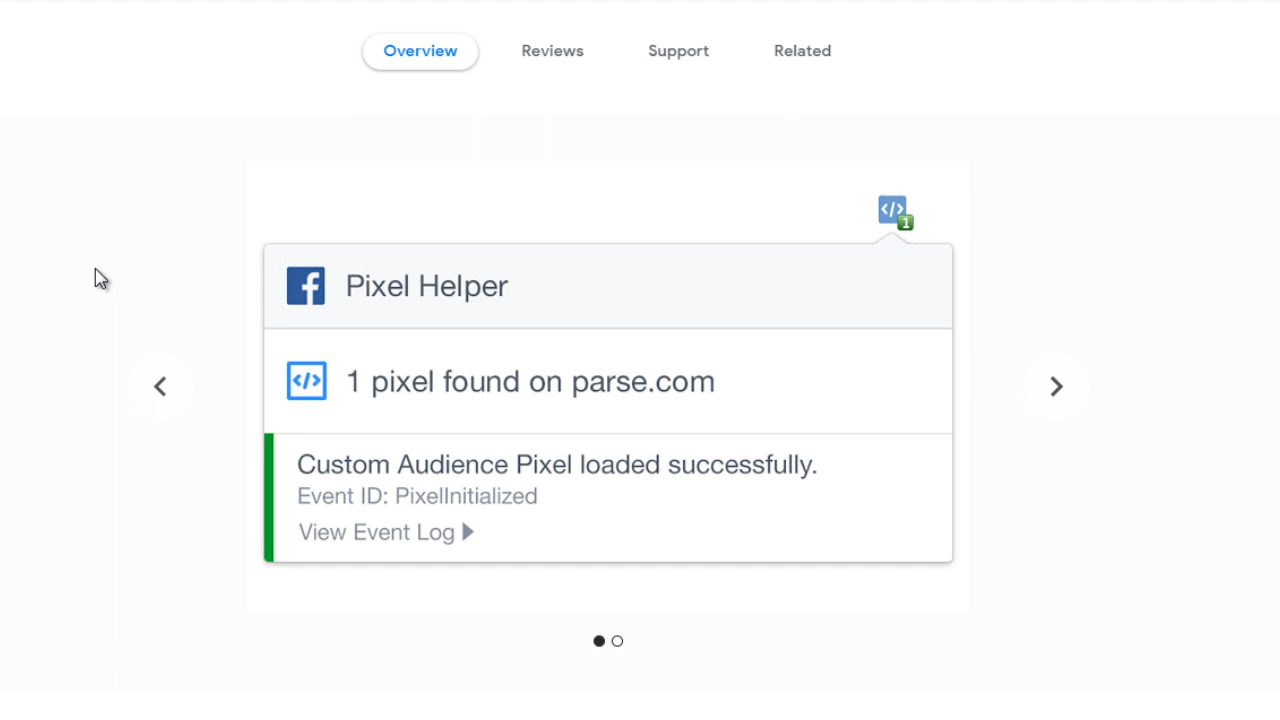 Overview Reviews Support Related
</> 1
f Pixel Helper
</> 1 pixel found on parse.com
Custom Audience Pixel loaded successfully.
Event ID: PixelInitialized
View Event Log